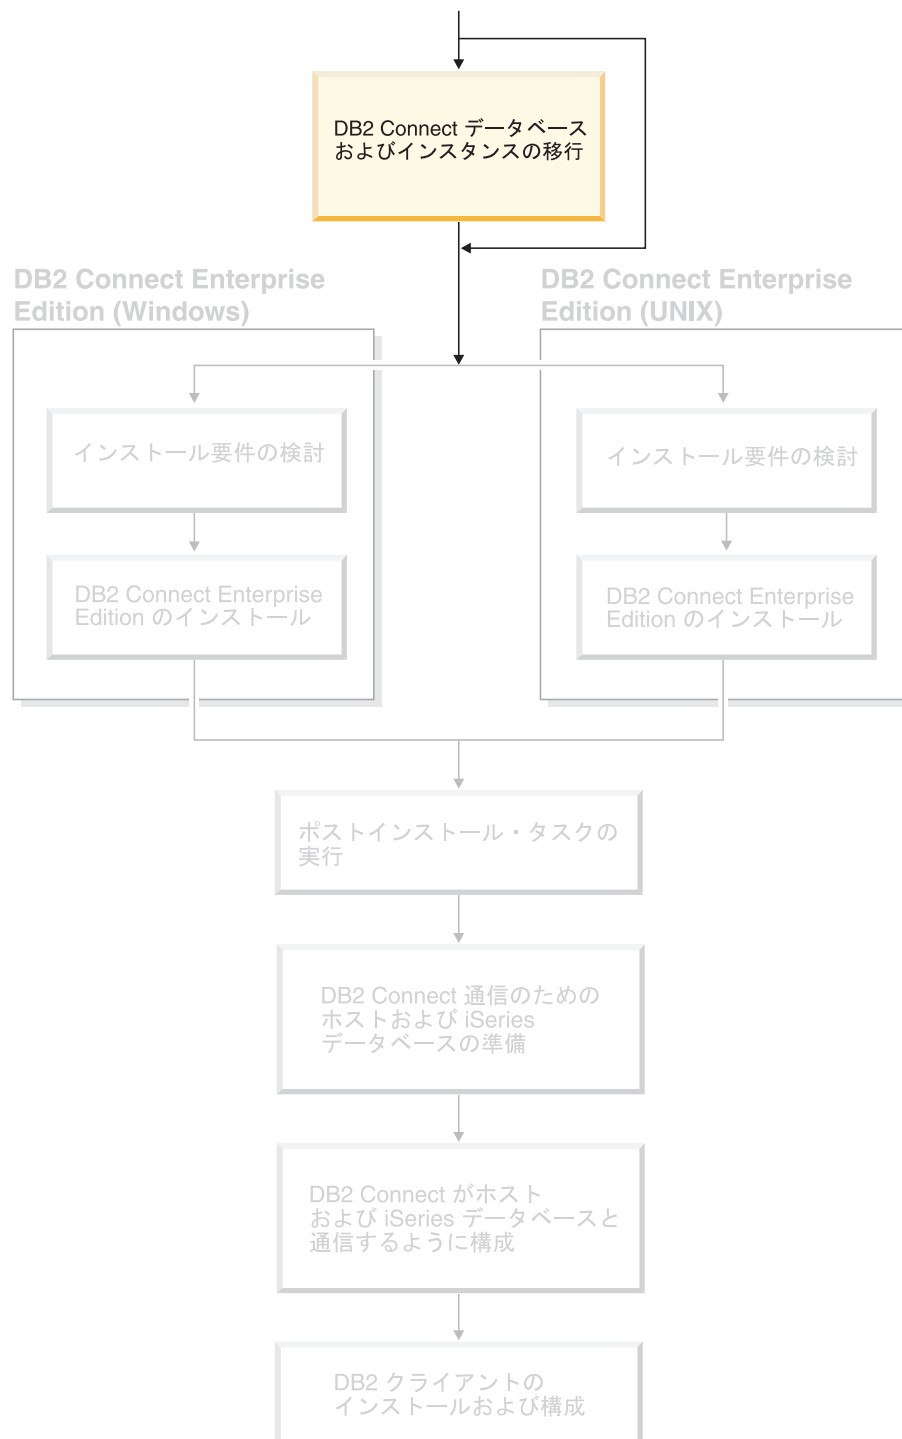 DB2 Connect データベース
およびインスタンスの移行
DB2 Connect Enterprise
Edition (Windows)
DB2 Connect Enterprise
Edition (UNIX)
インストール要件の検討
インストール要件の検討
DB2 Connect Enterprise
Edition のインストール
DB2 Connect Enterprise
Edition のインストール
ポストインストール・タスクの
実行
DB2 Connect 通信のための
ホストおよび iSeries
データベースの準備
DB2 Connect がホスト
および iSeries データベースと
通信するように構成
DB2 クライアントの
インストールおよび構成